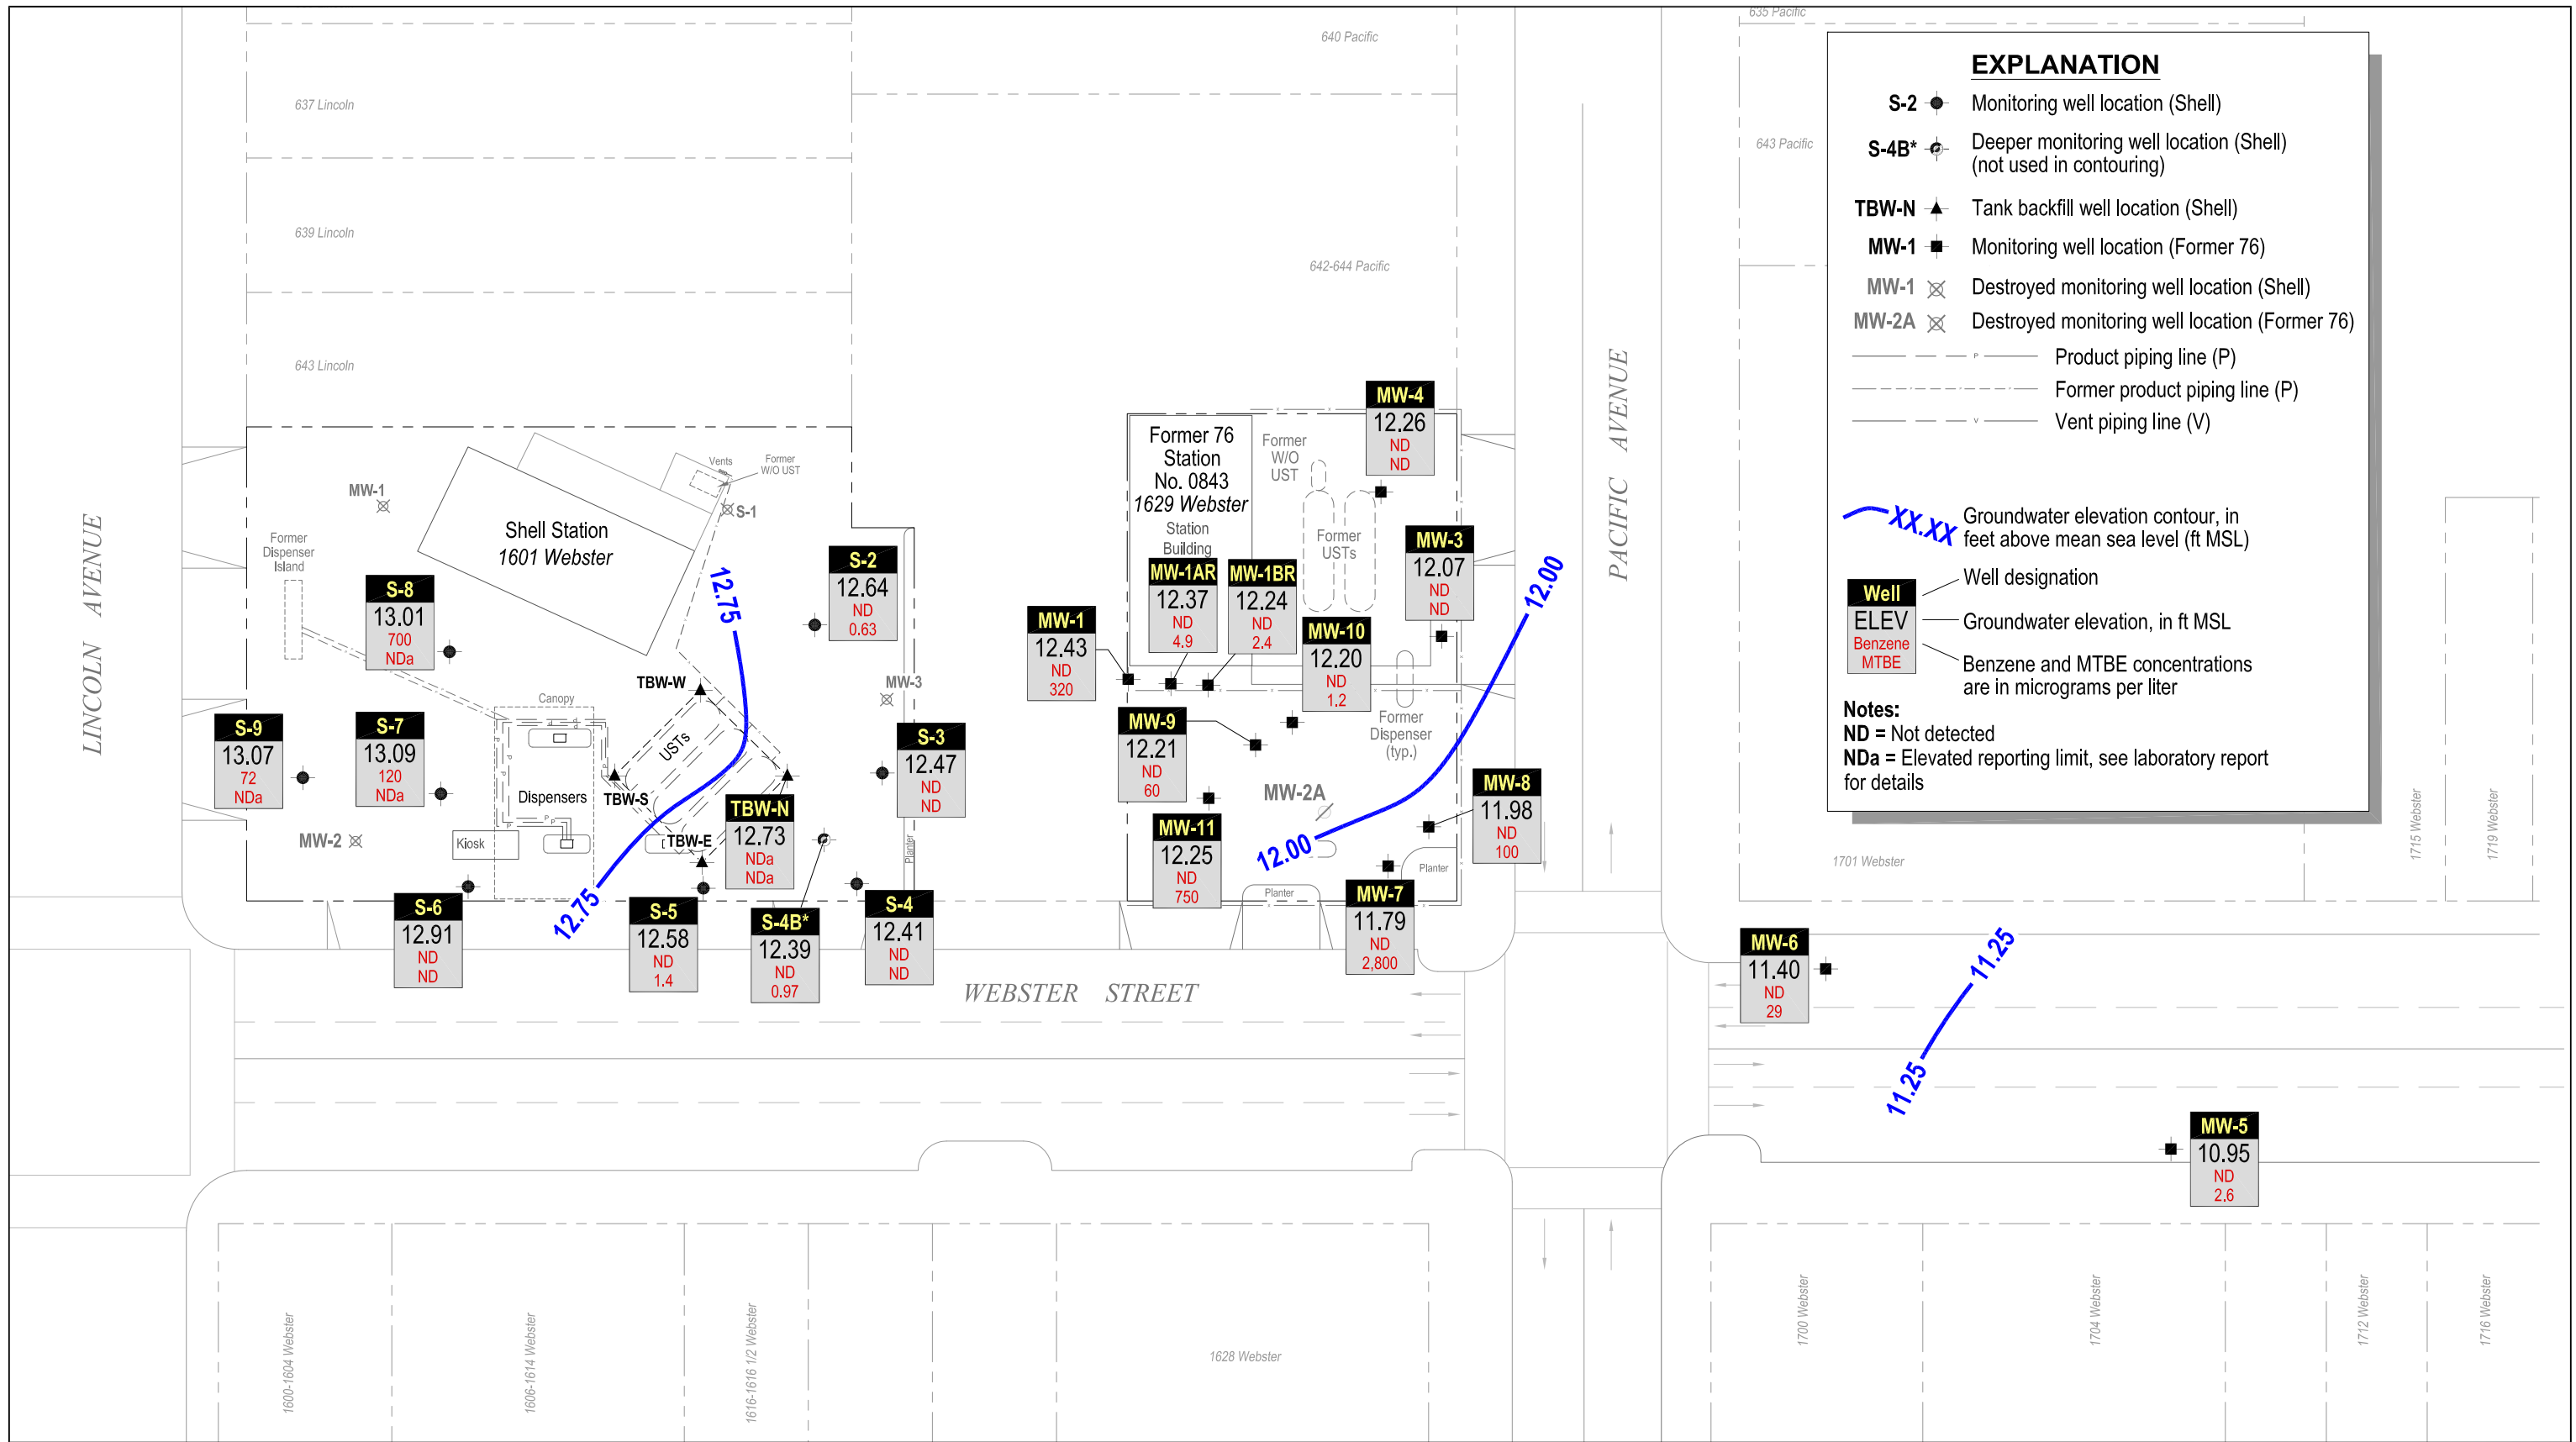 635 Pacific
640 Pacific
637 Lincoln
639 Lincoln
643 Lincoln
642-644 Pacific
643 Pacific
LINCOLN AVENUE
PACIFIC AVENUE
WEBSTER STREET
EXPLANATION
S-2 Monitoring well location (Shell)
S-4B* Deeper monitoring well location (Shell)
(not used in contouring)
TBW-N Tank backfill well location (Shell)
MW-1 Monitoring well location (Former 76)
MW-1 Destroyed monitoring well location (Shell)
MW-2A Destroyed monitoring well location (Former 76)
P Product piping line (P)
Former product piping line (P)
V Vent piping line (V)
XX.XX Groundwater elevation contour, in
feet above mean sea level (ft MSL)
Well
ELEV
Benzene
MTBE
Well designation
Groundwater elevation, in ft MSL
Benzene and MTBE concentrations
are in micrograms per liter
Notes:
ND = Not detected
NDa = Elevated reporting limit, see laboratory report
for details
MW-1
Former
Dispenser
Island
Shell Station
1601 Webster
Vents
Former
W/O UST
S-1
S-8
13.01
700
NDa
S-9
13.07
72
NDa
S-7
13.09
120
NDa
MW-2
Canopy
Dispensers
Kiosk
P
P
P
P
P
P
TBW-W
USTs
TBW-S
TBW-E
12.75
12.75
S-2
12.64
ND
0.63
MW-3
S-3
12.47
ND
ND
Planter
TBW-N
12.73
NDa
NDa
S-6
12.91
ND
ND
S-5
12.58
ND
1.4
S-4B*
12.39
ND
0.97
S-4
12.41
ND
ND
Former 76
Station
No. 0843
1629 Webster
Station
Building
Former
W/O
UST
Former
USTs
MW-4
12.26
ND
ND
MW-3
12.07
ND
ND
MW-1
12.43
ND
320
MW-1AR
12.37
ND
4.9
MW-1BR
12.24
ND
2.4
MW-10
12.20
ND
1.2
MW-9
12.21
ND
60
Former
Dispenser
(typ.)
MW-2A
MW-11
12.25
ND
750
12.00
12.00
MW-8
11.98
ND
100
MW-7
11.79
ND
2,800
Planter
Planter
MW-6
11.40
ND
29
11.25
11.25
MW-5
10.95
ND
2.6
1701 Webster
1715 Webster
1719 Webster
1600-1604 Webster
1606-1614 Webster
1616-1616 1/2 Webster
1628 Webster
1700 Webster
1704 Webster
1712 Webster
1716 Webster